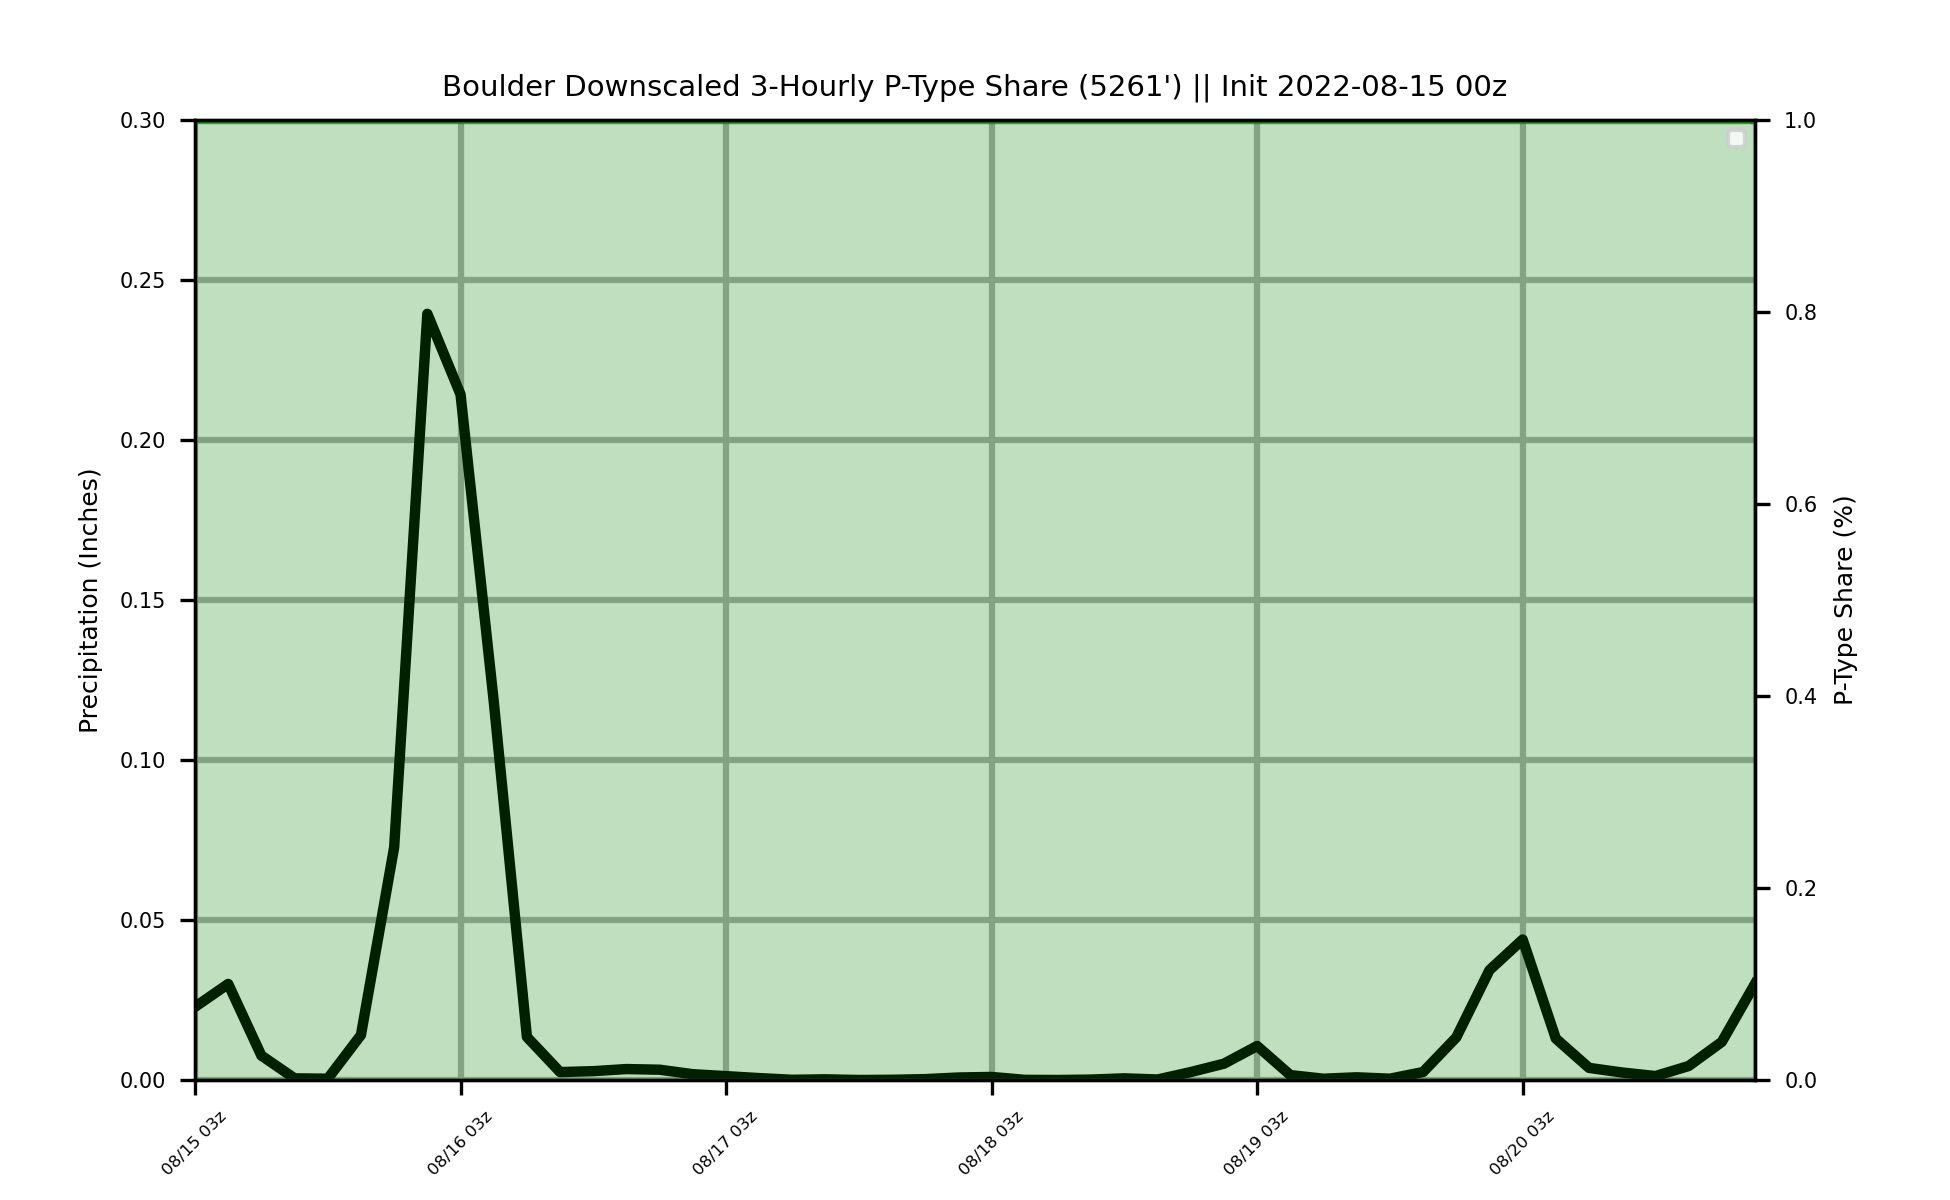 Boulder Downscaled 3-Hourly P-Type Share (5261') || Init 2022-08-15 00z
0.30
0.25
0.20
0.15
0.10
0.05
0.00
Precipitation (Inches)
1.0
0.8
0.6
0.4
0.2
0.0
P-Type Share (%)
08/15 03z
08/16 03z
08/17 03z
08/18 03z
08/19 03z
08/20 03z